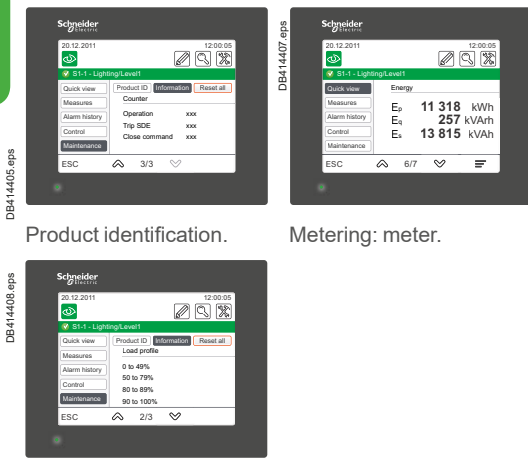 Schneider
Electric
20.12.2011 12:00:05
S1-1 - Lighting/Level1
Quick view Product ID Information Reset all
Counter
Measures
Alarm history Operation xxx
Trip SDE xxx
Control Close command xxx
Maintenance
ESC 3/3
DB414405.eps
Product identification.
Schneider
Electric
20.12.2011 12:00:05
S1-1 - Lighting/Level1
Quick view Energy
Measures Ep 11 318 kWh
Alarm history Eq 257 kVArh
Control Es 13 815 kVAh
Maintenance
ESC 6/7
DB414407.eps
Metering: meter.
Schneider
Electric
20.12.2011 12:00:05
S1-1 - Lighting/Level1
Quick view Product ID Information Reset all
Load profile
Measures
Alarm history 0 to 49%
50 to 79%
Control 80 to 89%
Maintenance 90 to 100%
ESC 2/3
DB414408.eps